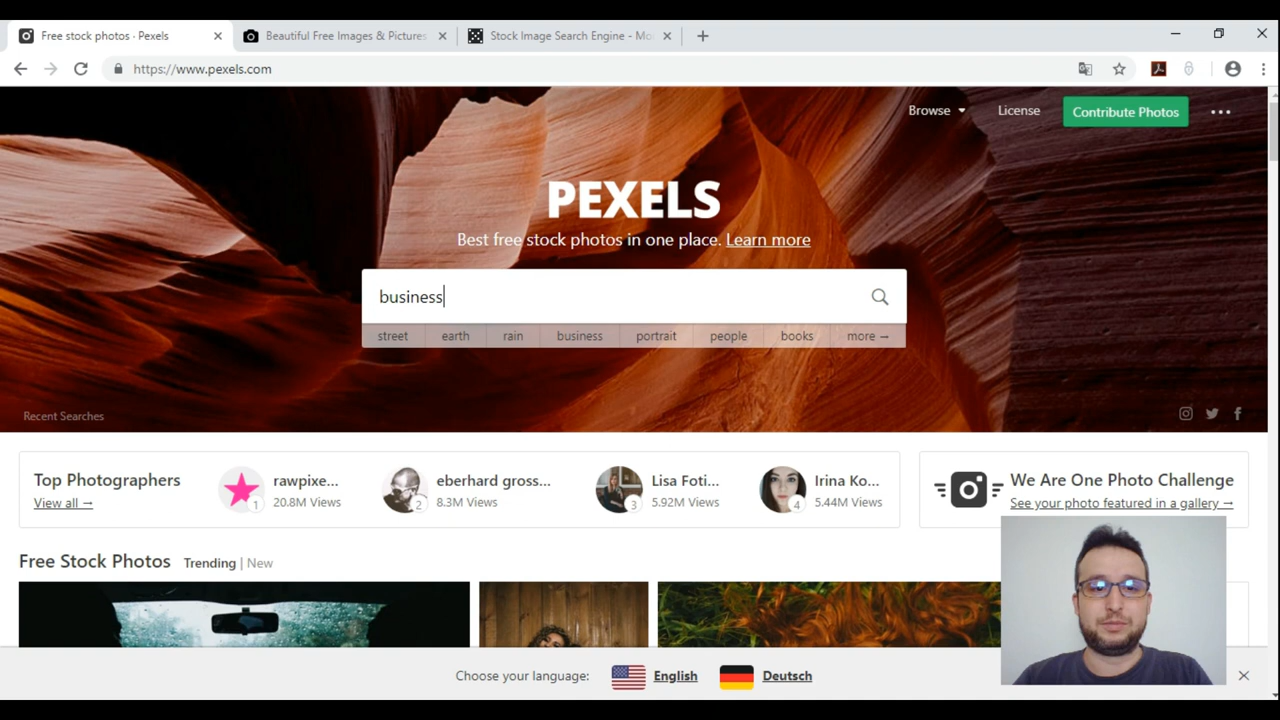 Free stock photos · Pexels
Beautiful Free Images & Pictures
Stock Image Search Engine - Mo
https://www.pexels.com
Browse
License
Contribute Photos
PEXELS
Best free stock photos in one place. Learn more
business
street earth rain business portrait people books more →
Recent Searches
Top Photographers
View all →
1
rawpixe...
20.8M Views
2
eberhard gross...
8.3M Views
3
Lisa Foti...
5.92M Views
4
Irina Ko...
5.44M Views
We Are One Photo Challenge
See your photo featured in a gallery →
Free Stock Photos Trending | New
Choose your language: English Deutsch